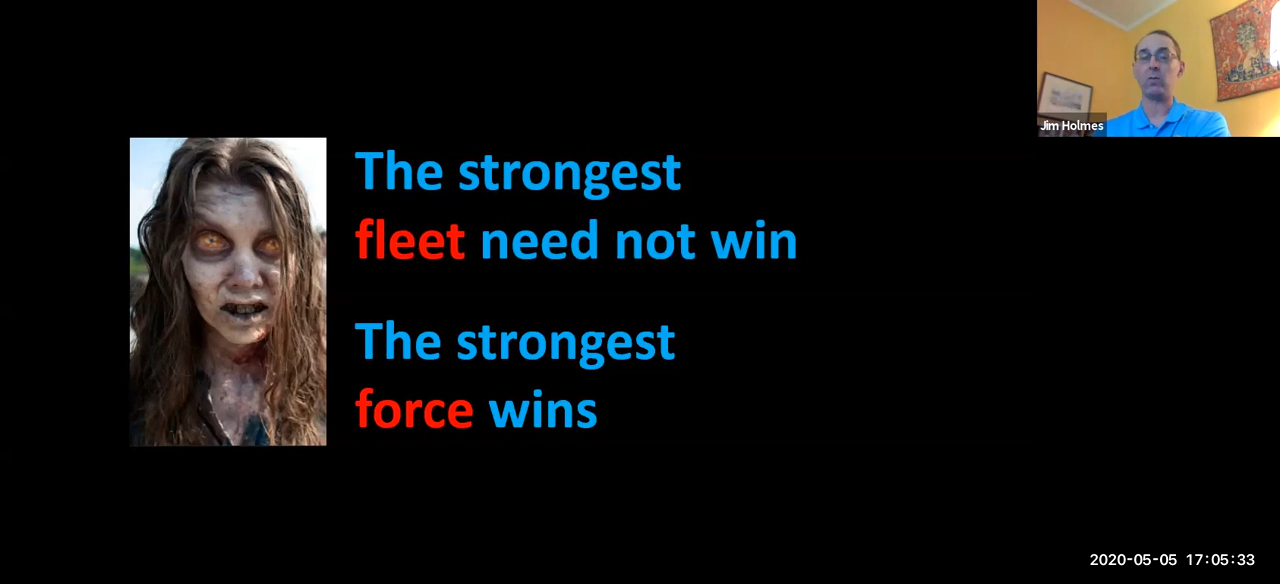 Jim Holmes
The strongest
fleet need not win
The strongest
force wins
2020-05-05 17:05:33